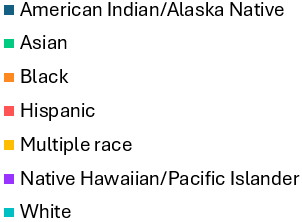 American Indian/Alaska Native
Asian
Black
Hispanic
Multiple race
Native Hawaiian/Pacific Islander
White